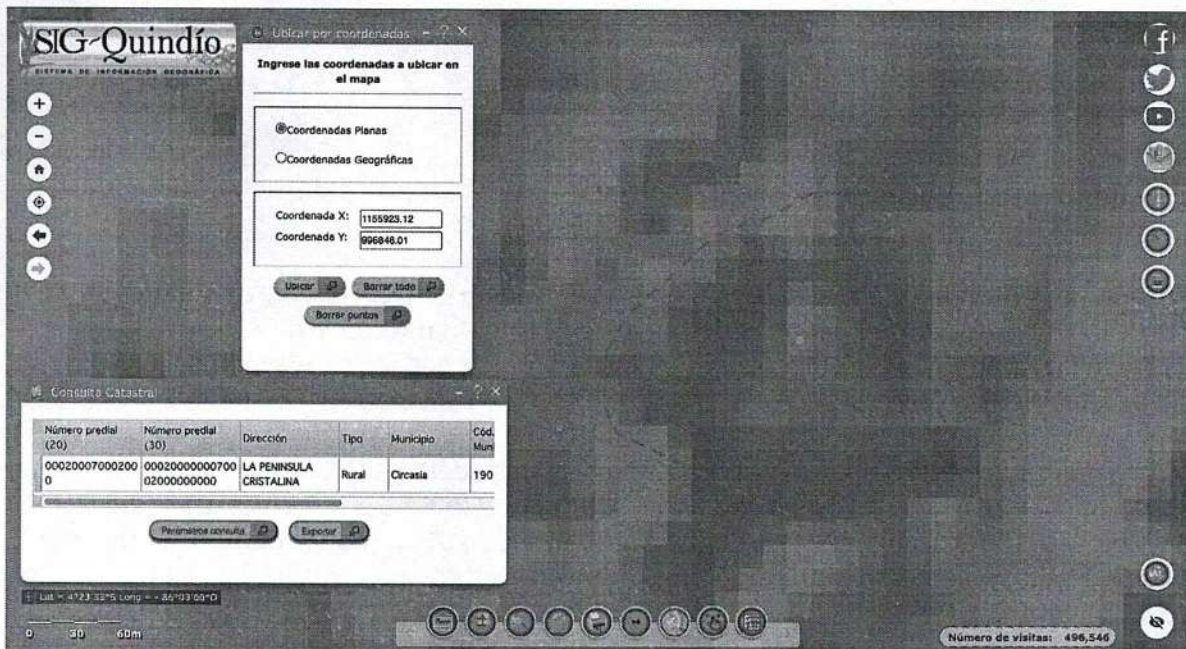 SIG-Quindío
SISTEMA DE INFORMACIÓN GEOGRÁFICA
Ubicar por coordenadas - ? ×
Ingrese las coordenadas a ubicar en
el mapa
Coordenadas Planas
Coordenadas Geográficas
Coordenada X: 1155923.12
Coordenada Y: 996846.01
Ubicar
Borrar todo
Borrar puntos
Consulta Catastral - ? ×
Número predial (20)
Número predial (30)
Dirección
Tipo
Municipio
Cód. Muni
00020007000200
0
00020000000700
02000000000
LA PENINSULA
CRISTALINA
Rural
Circasia
190
Parámetros consulta
Exportar
0 30 60m
Número de visitas: 496,546